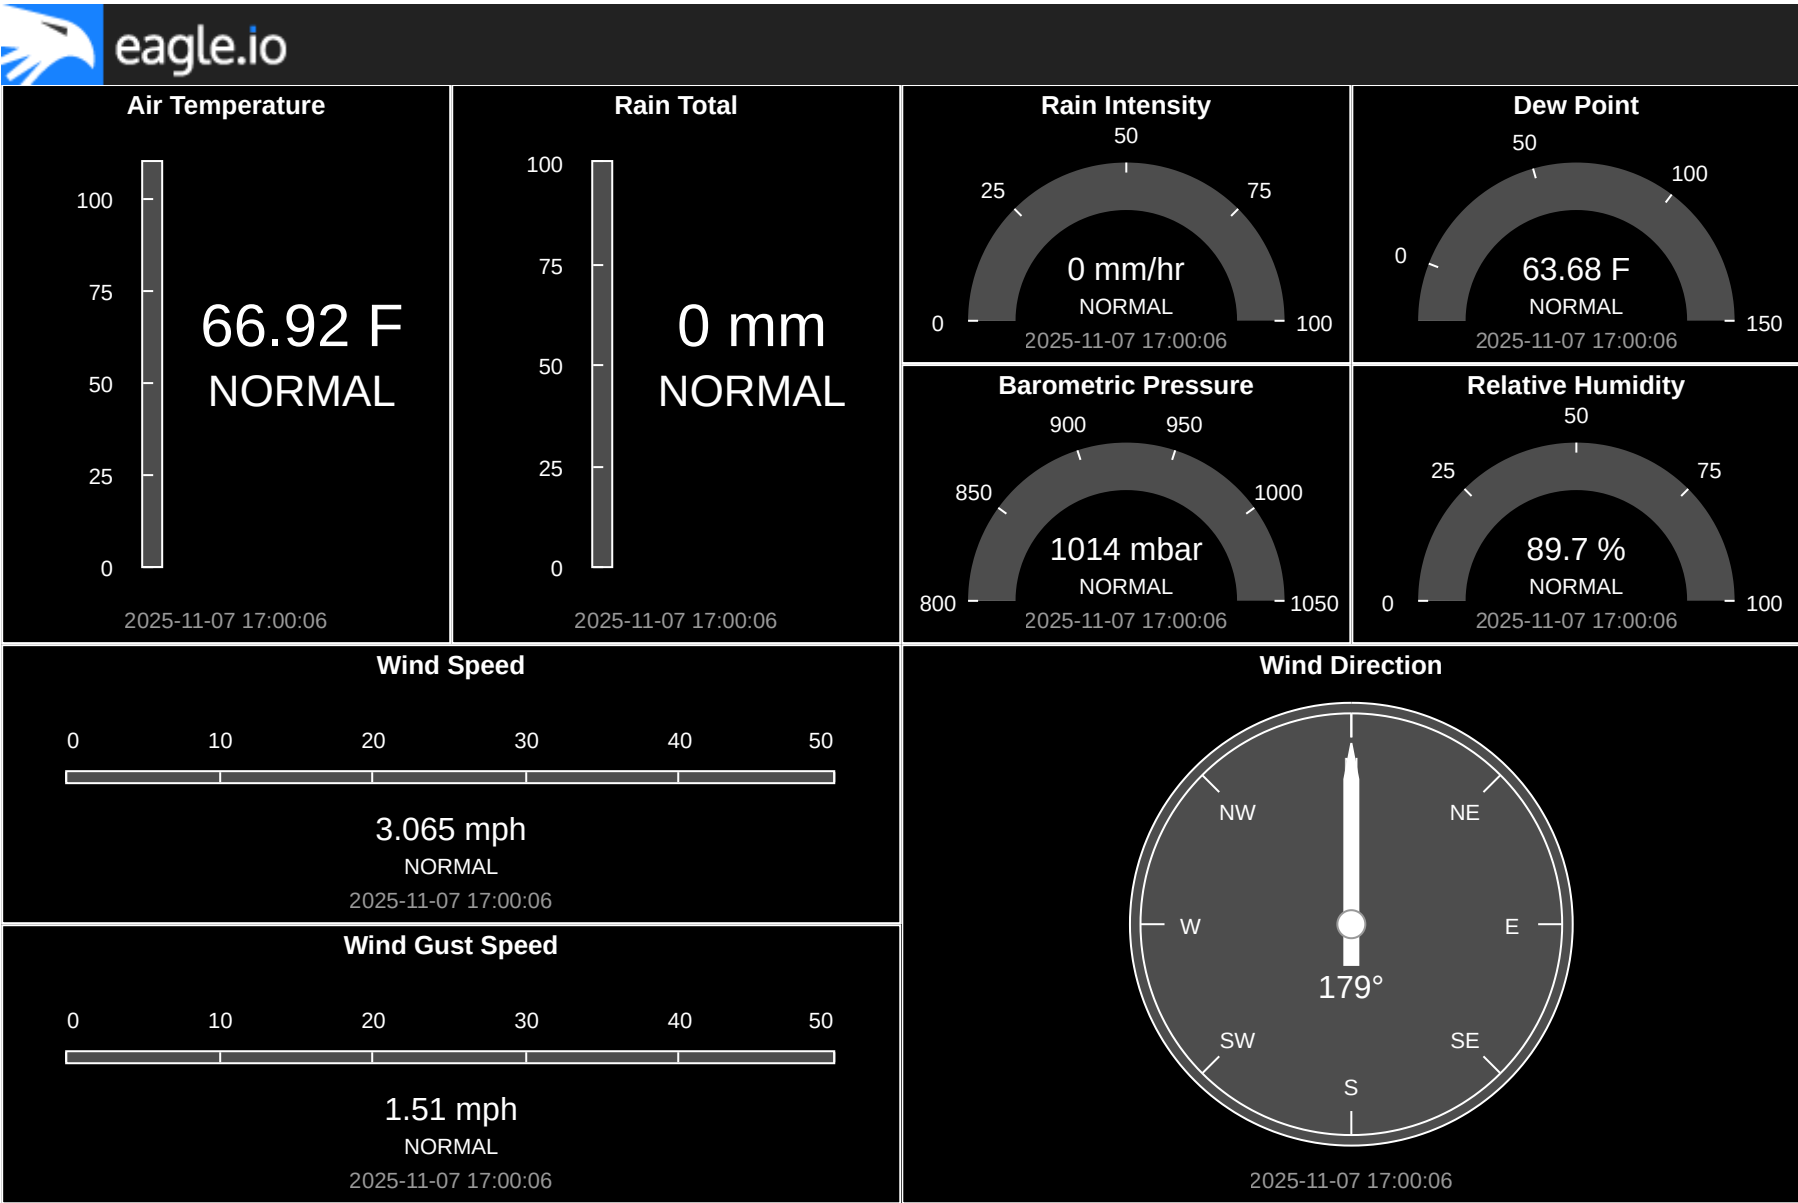 eagle.io
Air Temperature
100
75
50
25
0
66.92 F
NORMAL
2025-11-07 17:00:06
Rain Total
100
75
50
25
0
0 mm
NORMAL
2025-11-07 17:00:06
Rain Intensity
50
25
75
0
100
0 mm/hr
NORMAL
2025-11-07 17:00:06
Dew Point
50
100
0
150
63.68 F
NORMAL
2025-11-07 17:00:06
Barometric Pressure
900
950
850
1000
800
1050
1014 mbar
NORMAL
2025-11-07 17:00:06
Relative Humidity
50
25
75
0
100
89.7 %
NORMAL
2025-11-07 17:00:06
Wind Speed
0 10 20 30 40 50
3.065 mph
NORMAL
2025-11-07 17:00:06
Wind Gust Speed
0 10 20 30 40 50
1.51 mph
NORMAL
2025-11-07 17:00:06
Wind Direction
NW
NE
W
E
179°
SW
SE
S
2025-11-07 17:00:06